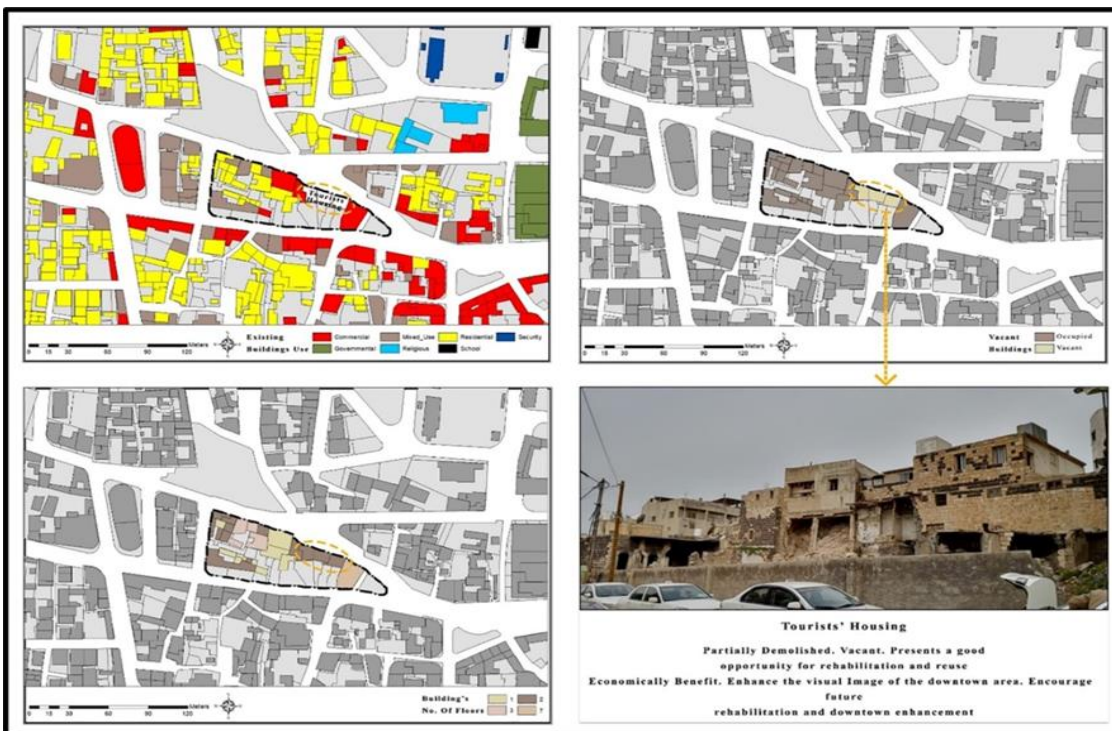 Tourists
Housing
Meters
0 15 30 60 90 120
Existing
Buildings Use
Commercial
Mixed_Use
Residential
Security
Governmental
Religious
School
Meters
0 15 30 60 90 120
Vacant
Buildings
Occupied
Vacant
Meters
0 15 30 60 90 120
Building's
No. Of Floors
1
2
3
7
Tourists' Housing
Partially Demolished. Vacant. Presents a good
opportunity for rehabilitation and reuse
Economically Benefit. Enhance the visual Image of the downtown area. Encourage
future
rehabilitation and downtown enhancement